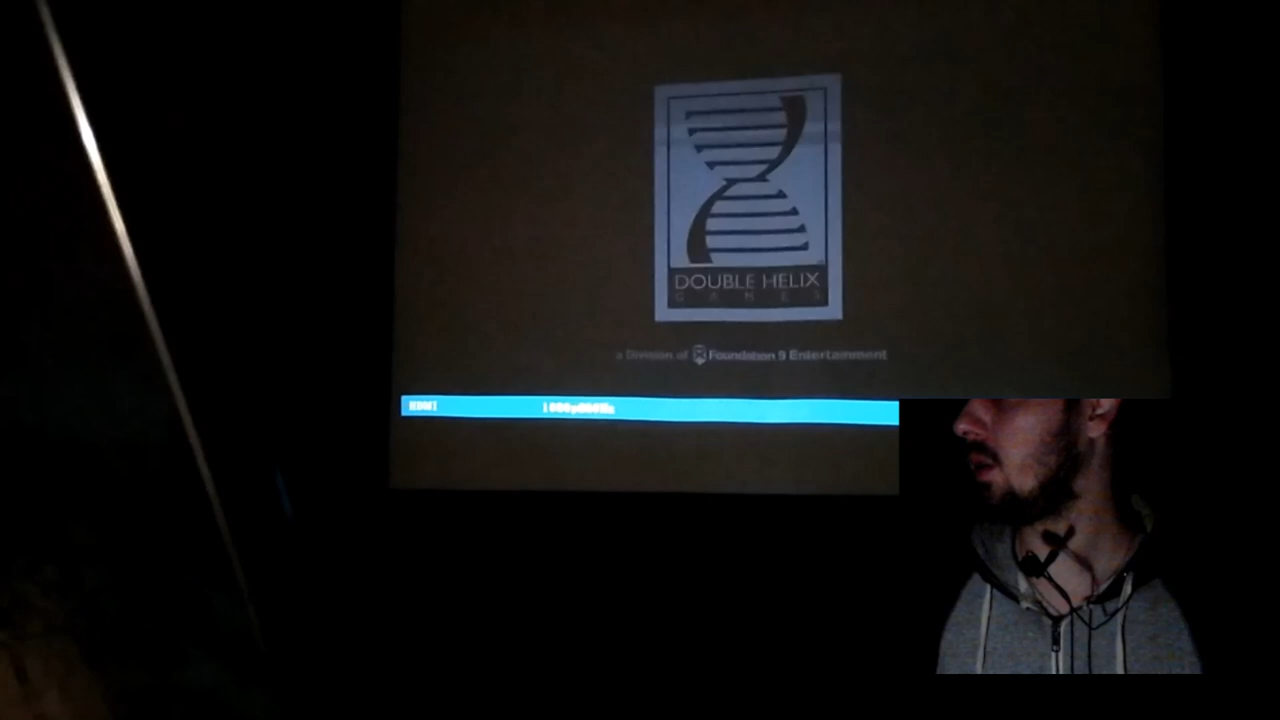 DOUBLE HELIX
GAMES
a Division of Foundation 9 Entertainment
HDMI